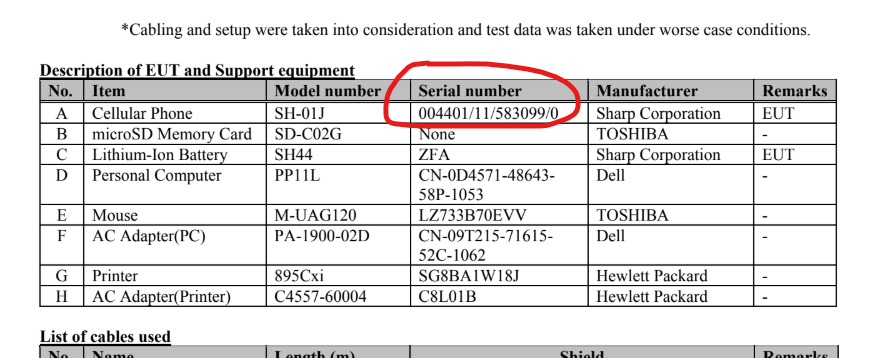 *Cabling and setup were taken into consideration and test data was taken under worse case conditions.
Description of EUT and Support equipment
No. Item Model number Serial number Manufacturer Remarks
A Cellular Phone SH-01J 004401/11/583099/0 Sharp Corporation EUT
B microSD Memory Card SD-C02G None TOSHIBA -
C Lithium-Ion Battery SH44 ZFA Sharp Corporation EUT
D Personal Computer PP11L CN-0D4571-48643- Dell -
58P-1053
E Mouse M-UAG120 LZ733B70EVV TOSHIBA -
F AC Adapter(PC) PA-1900-02D CN-09T215-71615- Dell -
52C-1062
G Printer 895Cxi SG8BA1W18J Hewlett Packard -
H AC Adapter(Printer) C4557-60004 C8L01B Hewlett Packard -
List of cables used
No. Name Length (m) Shield Remarks